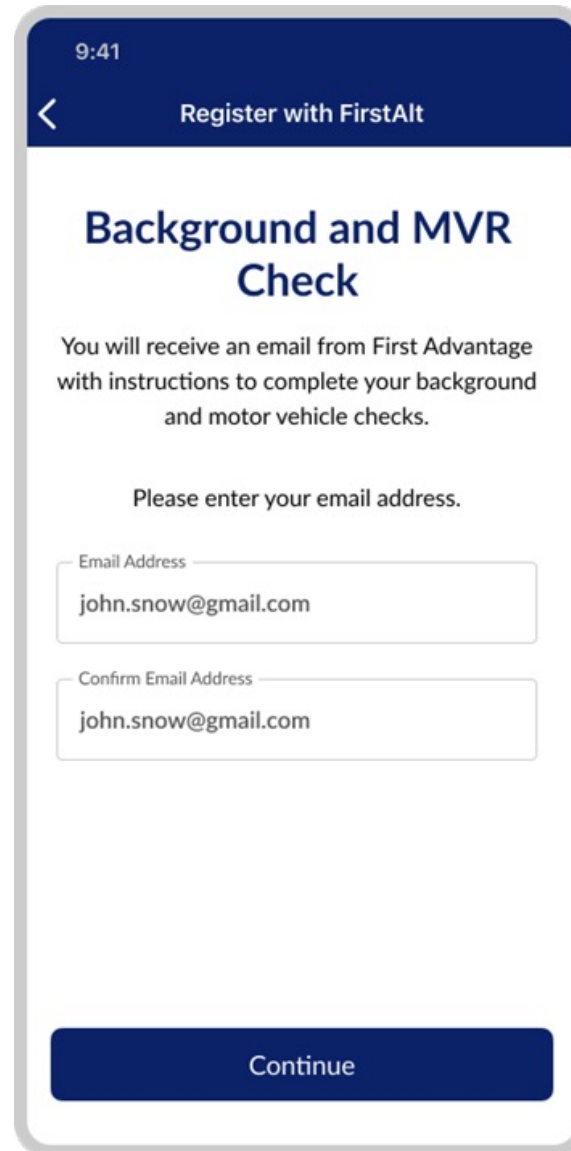 9:41
Register with FirstAlt
Background and MVR
Check
You will receive an email from First Advantage
with instructions to complete your background
and motor vehicle checks.
Please enter your email address.
Email Address
john.snow@gmail.com
Confirm Email Address
john.snow@gmail.com
Continue